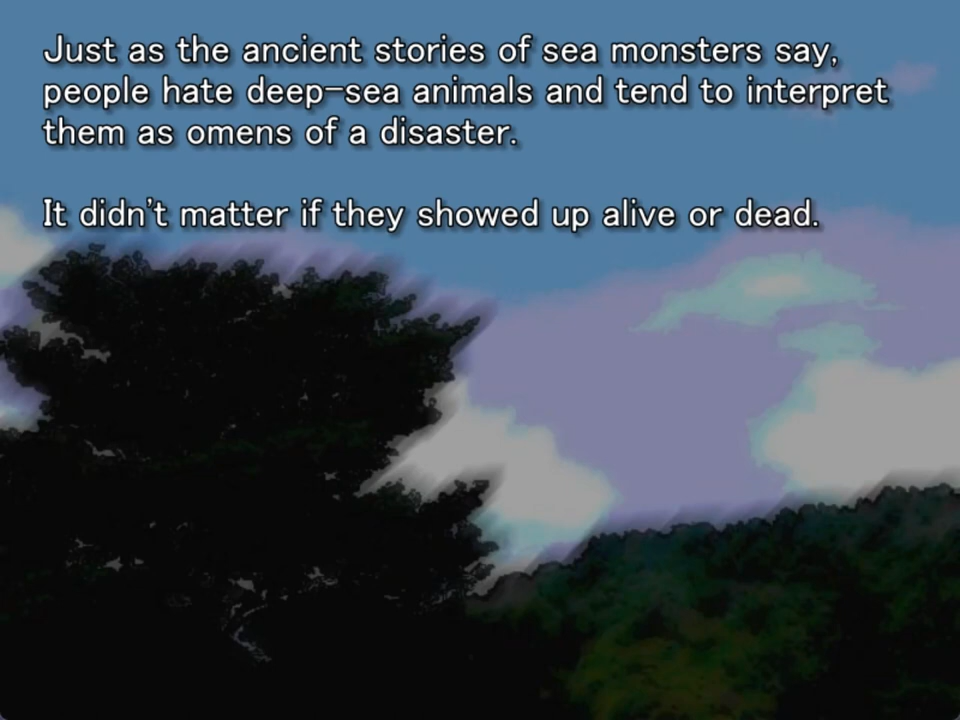 Just as the ancient stories of sea monsters say,
people hate deep-sea animals and tend to interpret
them as omens of a disaster.
It didn't matter if they showed up alive or dead.